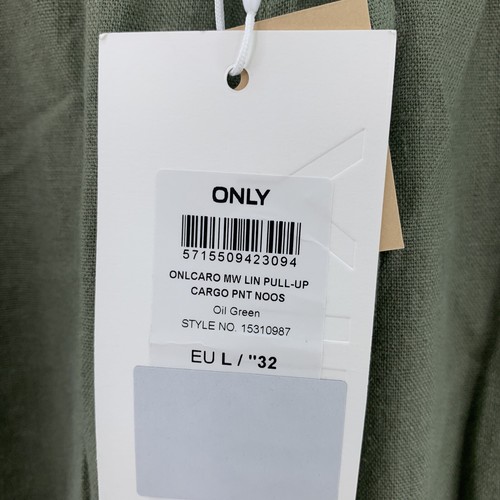 ONLY
5715509423094
ONLCARO MW LIN PULL-UP
CARGO PNT NOOS
Oil Green
STYLE NO. 15310987
EU L / "32